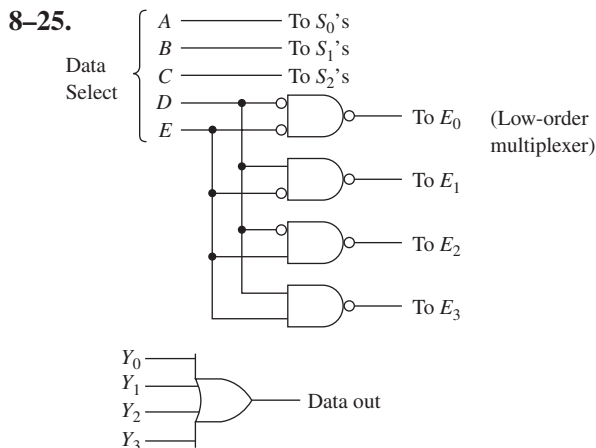 8–25.
A To S0's
B To S1's
Data Select
C To S2's
D
E
To E0 (Low-order multiplexer)
To E1
To E2
To E3
Y0
Y1
Y2
Y3
Data out